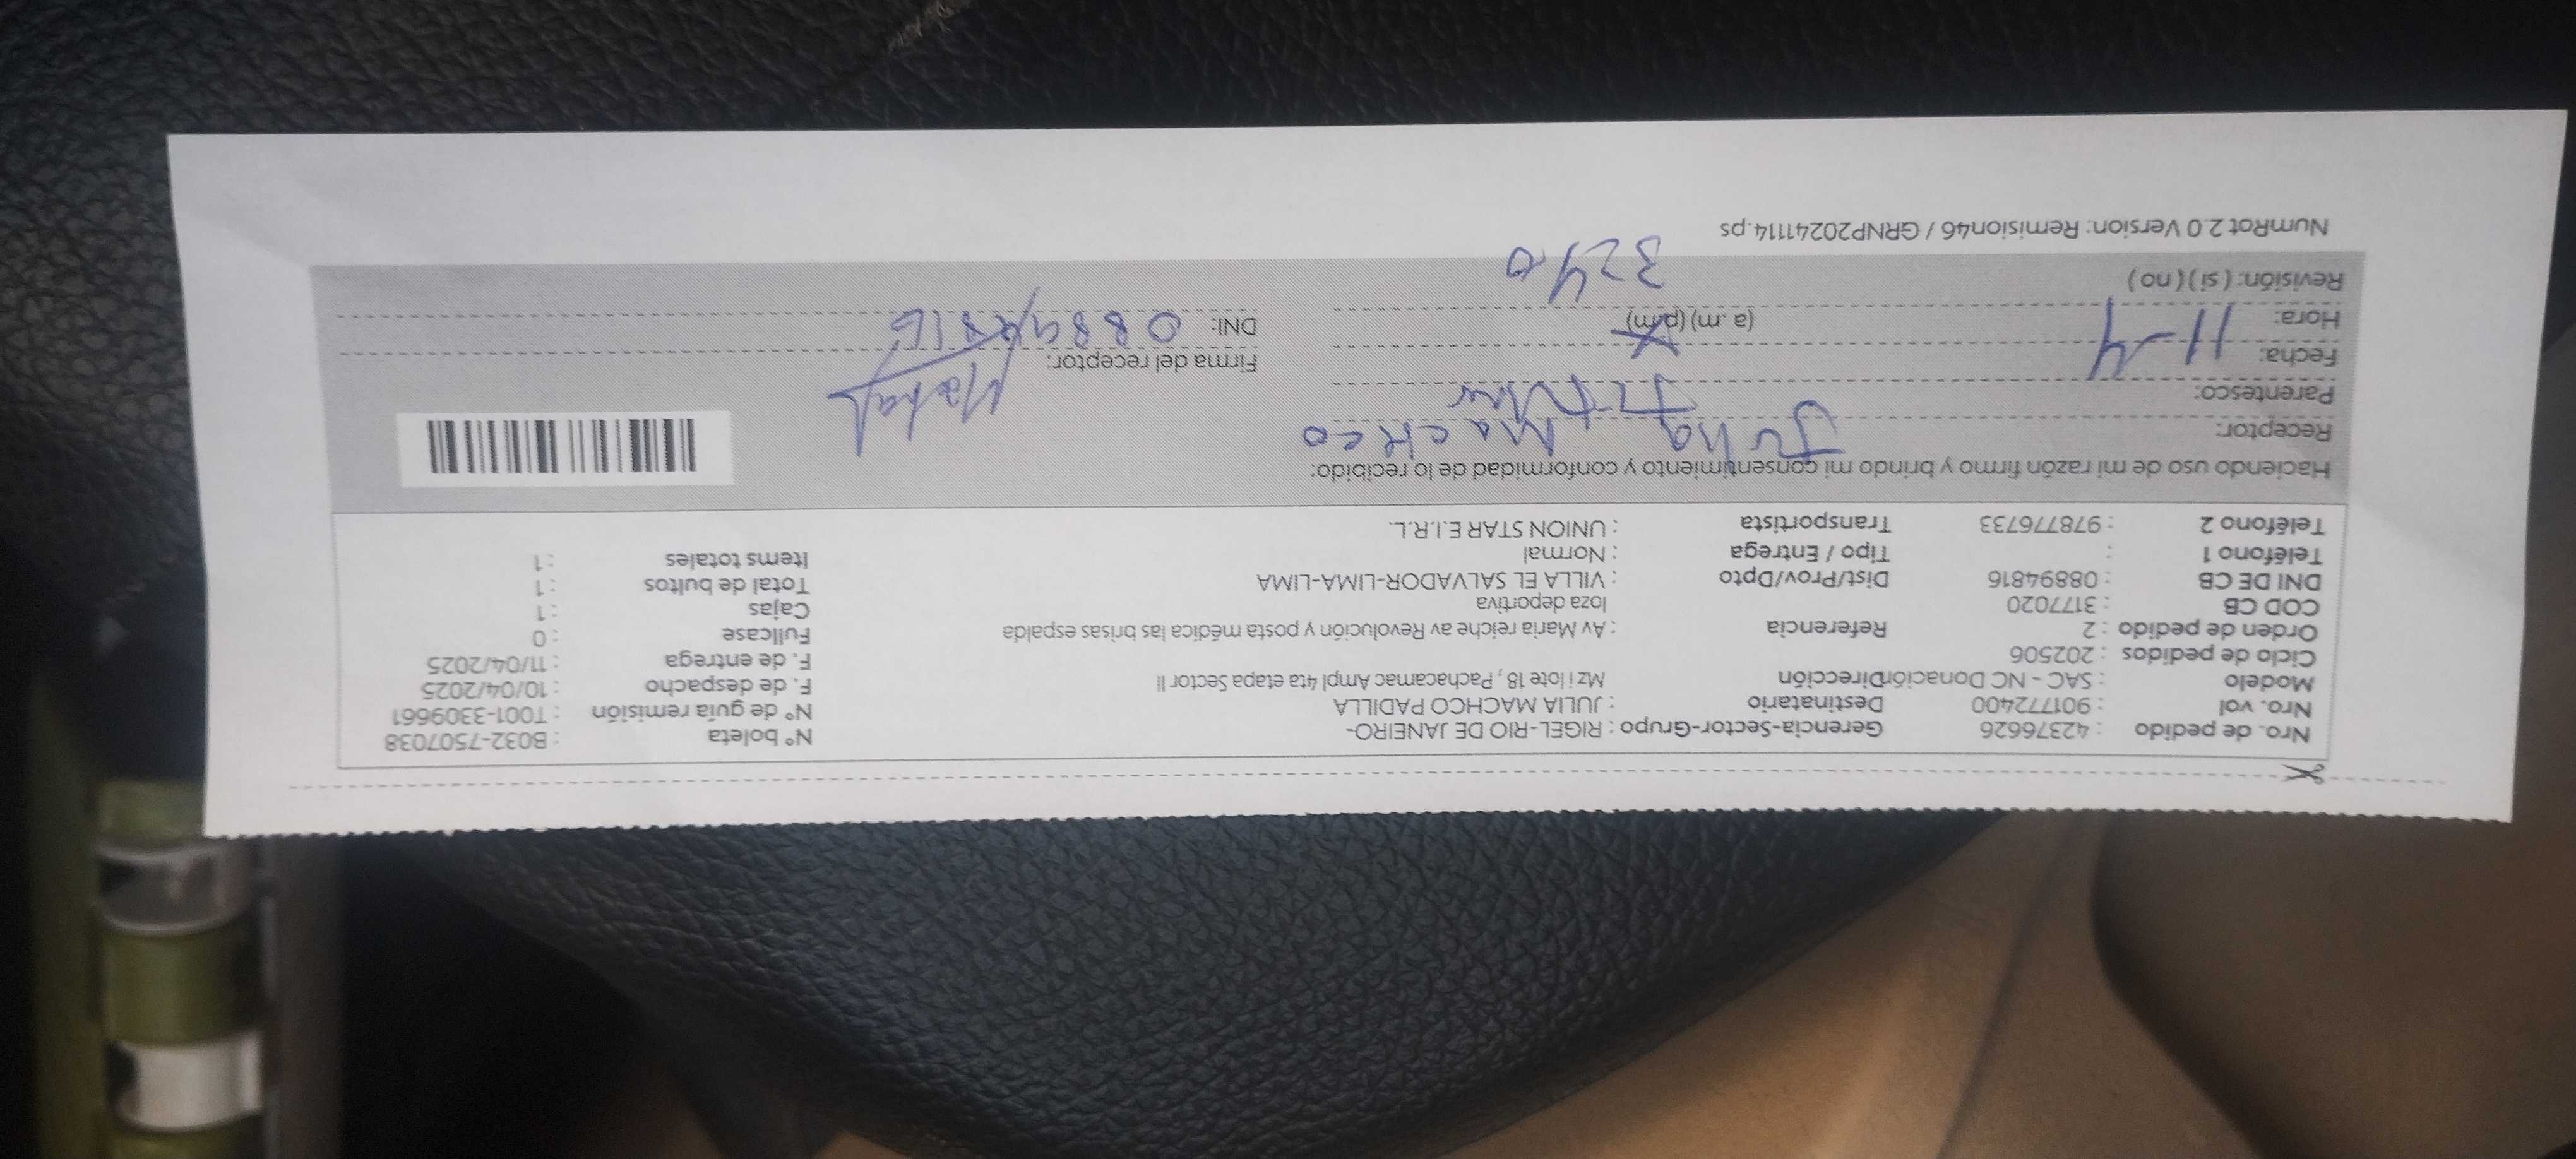 Nro. de pedido : 42376626 Gerencia-Sector-Grupo : RIGEL-RIO DE JANEIRO- N° boleta : B032-7507038
Nro. vol : 9017772400 Destinatario : JULIA MACHCO PADILLA N° de guía remisión : T001-3309661
Modelo : SAC - NC Donación Dirección Mz i lote 18, Pachacamac Ampl 4ta etapa Sector II F. de despacho : 10/04/2025
Ciclo de pedidos : 202506 F. de entrega : 11/04/2025
Orden de pedido : 2 Referencia : Av Maria reiche av Revolución y posta médica las brisas espalda Fullcase : 0
COD CB : 3177020 loza deportiva Cajas : 1
DNI DE CB : 08894816 Dist/Prov/Dpto : VILLA EL SALVADOR-LIMA-LIMA Total de bultos : 1
Teléfono 1 : Tipo / Entrega : Normal Items totales : 1
Teléfono 2 : 978776733 Transportista : UNION STAR E.I.R.L.
Haciendo uso de mi razón firmo y brindo mi consentimiento y conformidad de lo recibido:
Receptor: Julia Machco
Parentesco: Titular
Fecha: 11-4 Firma del receptor:
Hora: (a .m) (p.m) DNI: 08894816
Revisión: ( si ) ( no ) 3240
NumRot 2.0 Version: Remision46 / GRNP20241114.ps